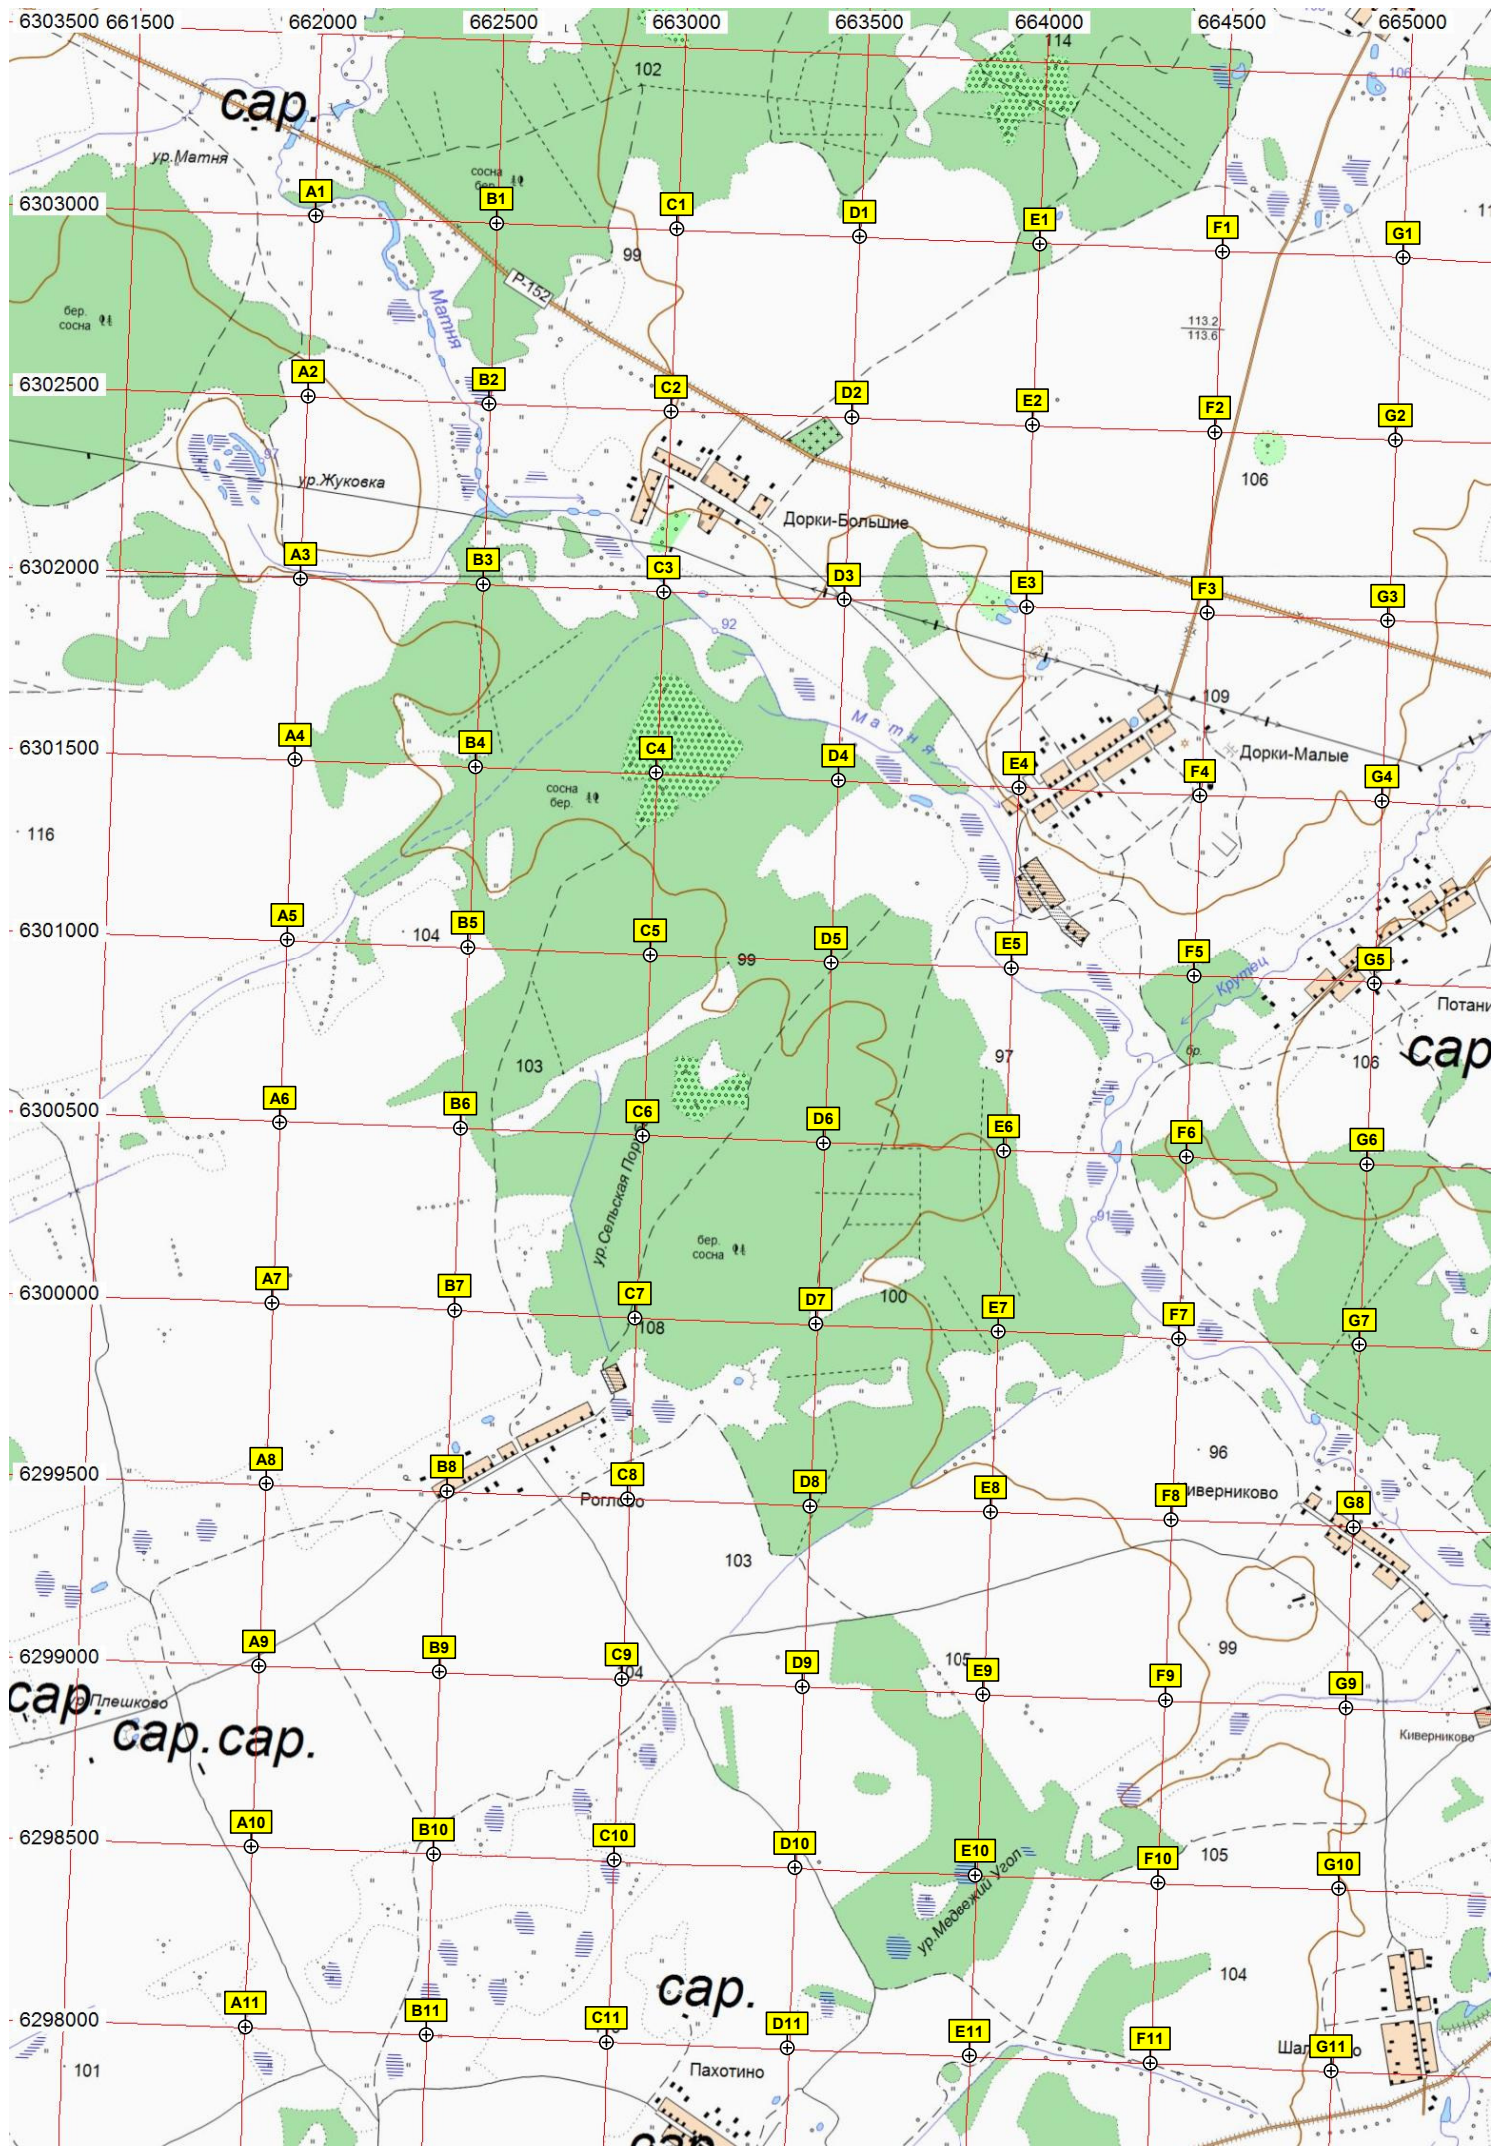 6303500 661500 662000 662500 663000 663500 664000 664500 665000
114
102
106
сар.
ур.Матня
сосна
бер.
A1 B1 C1 D1 E1 F1 G1
6303000
99
Р-152
Матня
бер.
сосна
113.2
113.6
A2 B2 C2 D2 E2 F2 G2
6302500
97
ур.Жуковка
106
Дорки-Большие
A3 B3 C3 D3 E3 F3 G3
6302000
92
109
Матня
Дорки-Малые
A4 B4 C4 D4 E4 F4 G4
6301500
сосна
бер.
116
A5 B5 C5 D5 E5 F5 G5
6301000
104
99
Крутец
Потани
сар
103
97
бр.
106
A6 B6 C6 D6 E6 F6 G6
6300500
ур.Сельская
91
бер.
сосна
A7 B7 C7 D7 E7 F7 G7
6300000
100
108
A8 B8 C8 D8 E8 F8 G8
6299500
96
Роглово
иверниково
103
A9 B9 C9 D9 E9 F9 G9
6299000
99
104
105
сар.
ур.Плешково
сар. сар.
Киверниково
A10 B10 C10 D10 E10 F10 G10
6298500
105
ур.Медвежий Угол
104
сар.
A11 B11 C11 D11 E11 F11 G11
6298000
101
Пахотино
сар